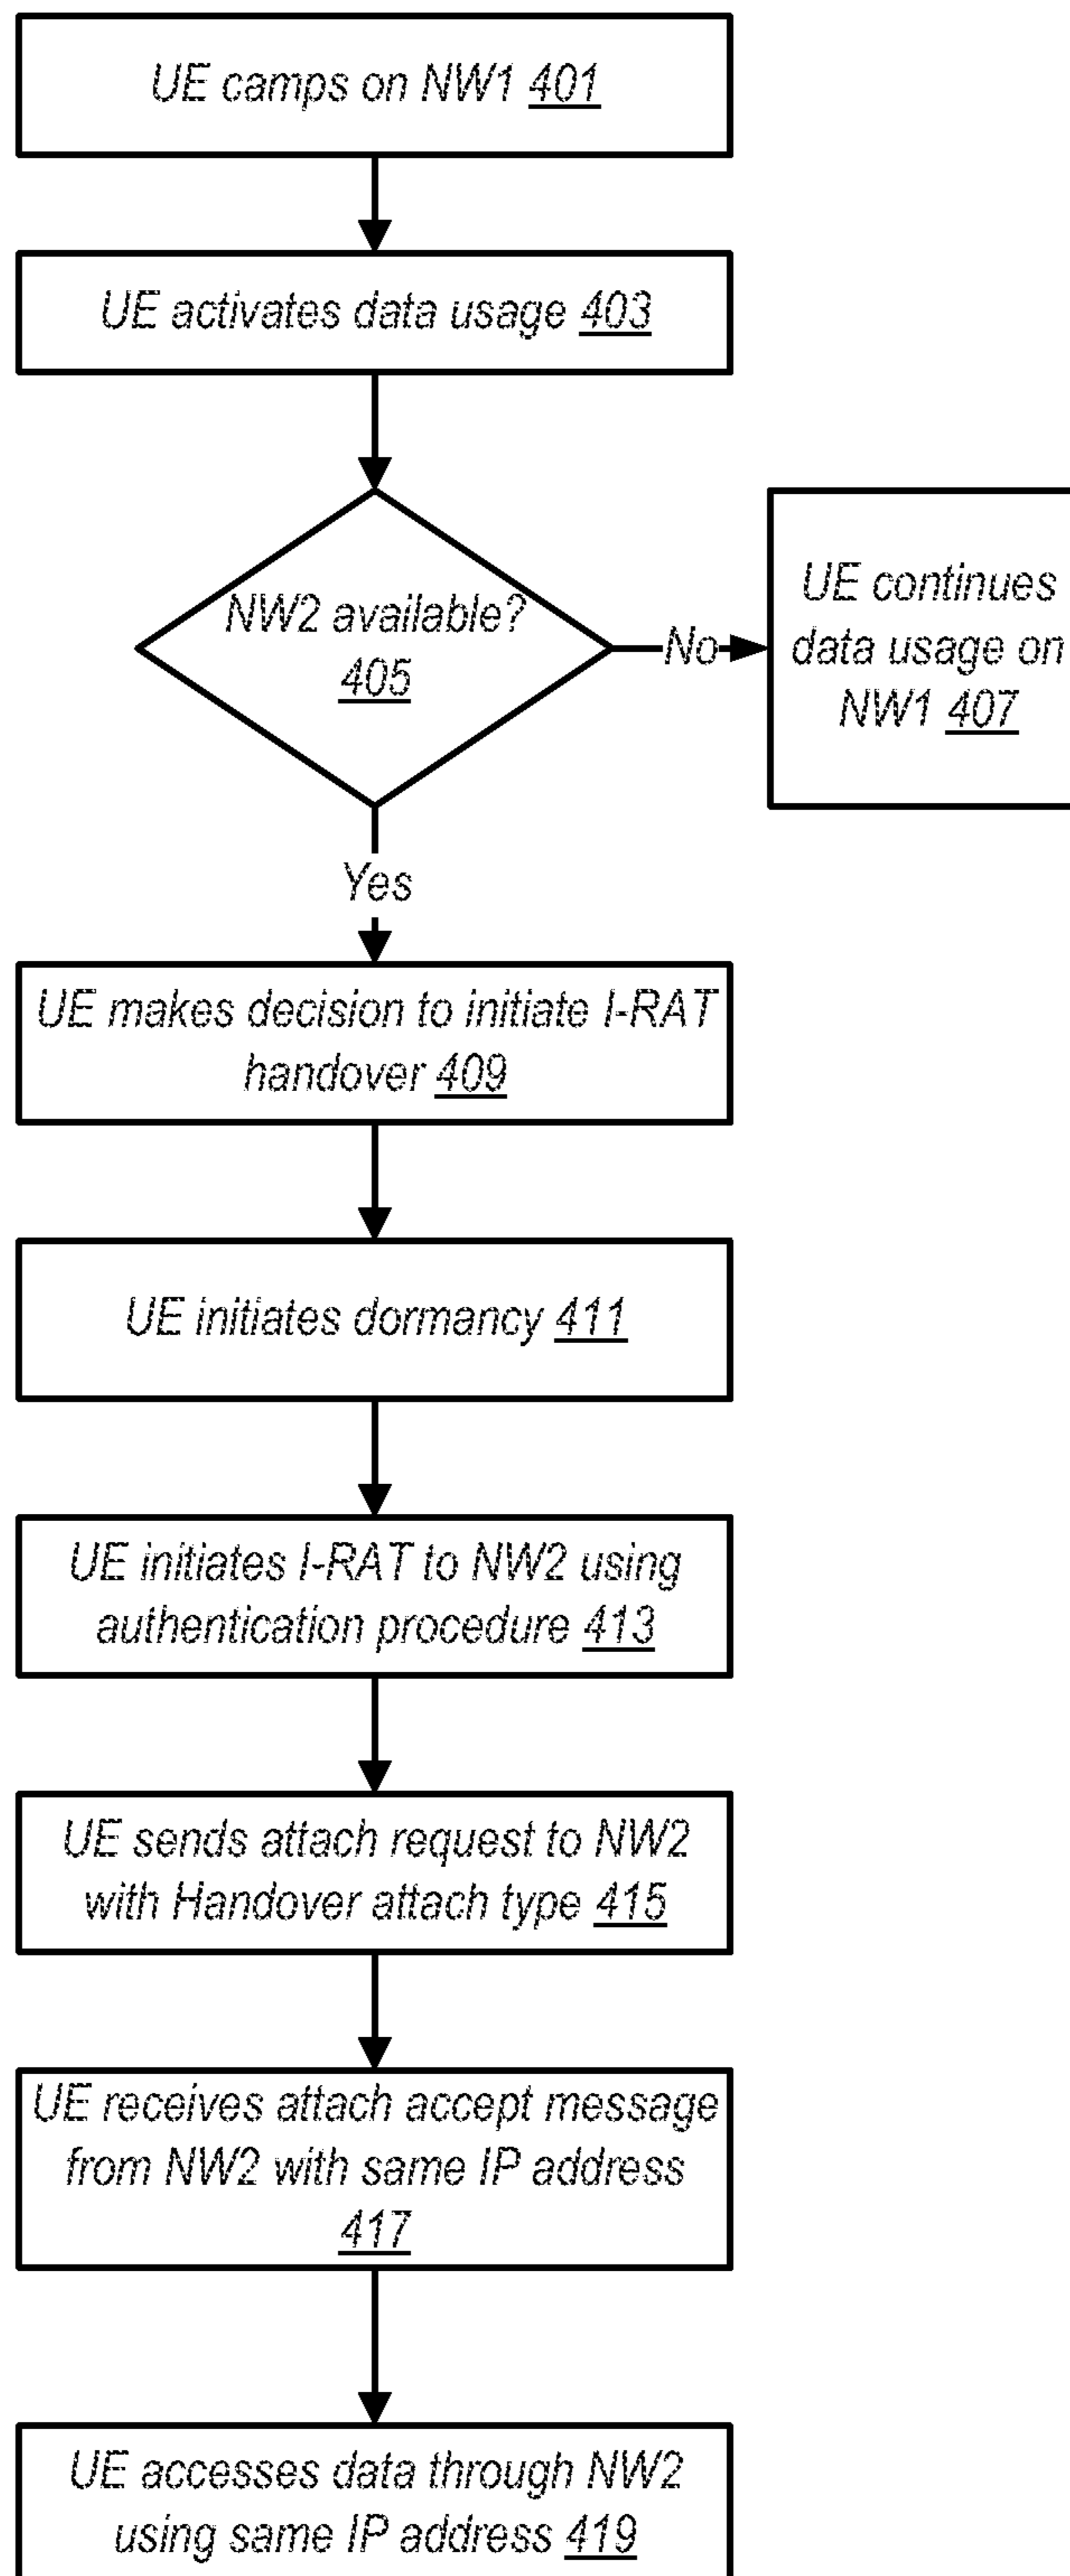 UE camps on NW1 401
UE activates data usage 403
NW2 available?
405
No
UE continues
data usage on
NW1 407
Yes
UE makes decision to initiate I-RAT
handover 409
UE initiates dormancy 411
UE initiates I-RAT to NW2 using
authentication procedure 413
UE sends attach request to NW2
with Handover attach type 415
UE receives attach accept message
from NW2 with same IP address
417
UE accesses data through NW2
using same IP address 419